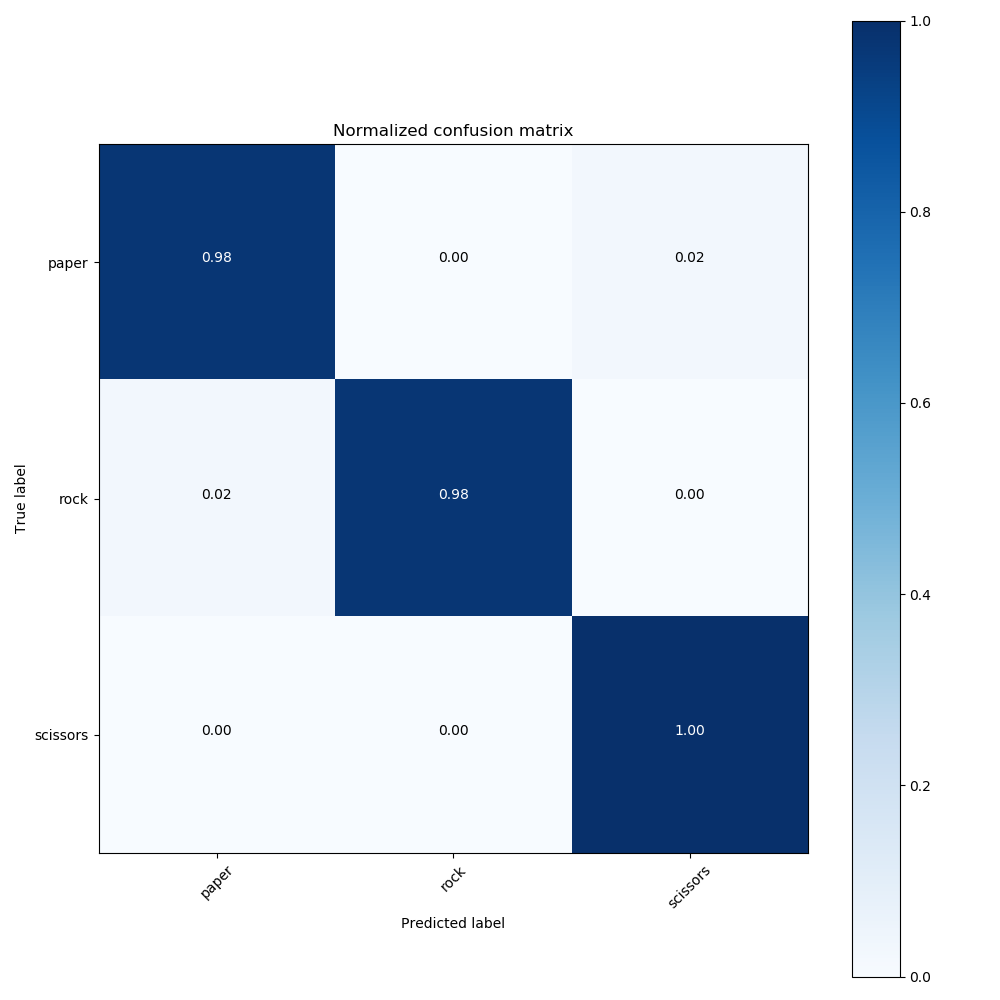 Normalized confusion matrix
True label
paper
0.98
0.00
0.02
rock
0.02
0.98
0.00
scissors
0.00
0.00
1.00
paper
rock
scissors
Predicted label
1.0
0.8
0.6
0.4
0.2
0.0